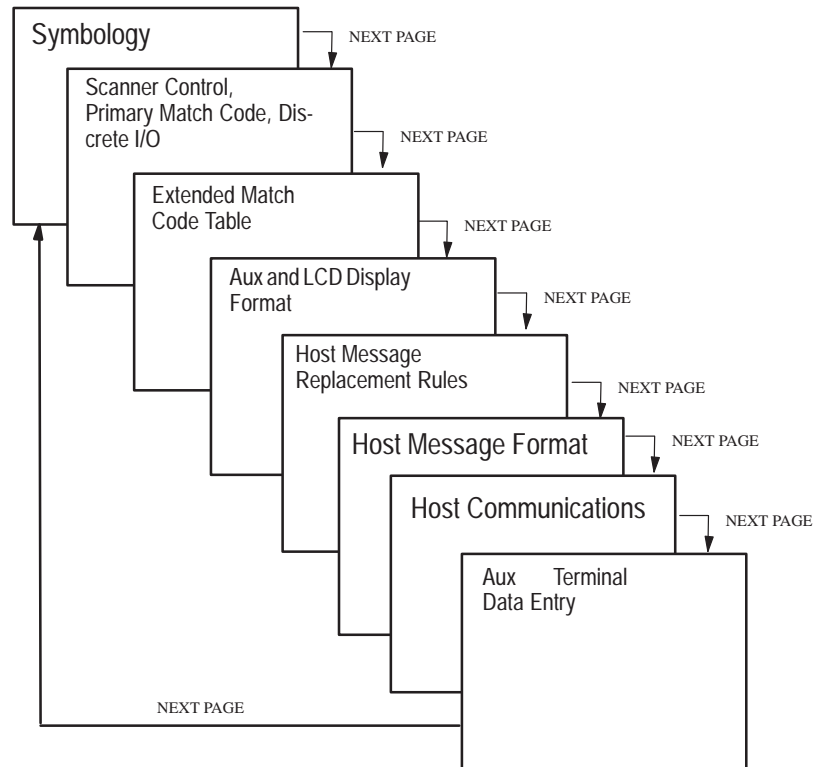 Symbology
NEXT PAGE
Scanner Control,
Primary Match Code, Dis-
crete I/O
NEXT PAGE
Extended Match
Code Table
NEXT PAGE
Aux and LCD Display
Format
NEXT PAGE
Host Message
Replacement Rules
NEXT PAGE
Host Message Format
NEXT PAGE
Host Communications
NEXT PAGE
Aux Terminal
Data Entry
NEXT PAGE